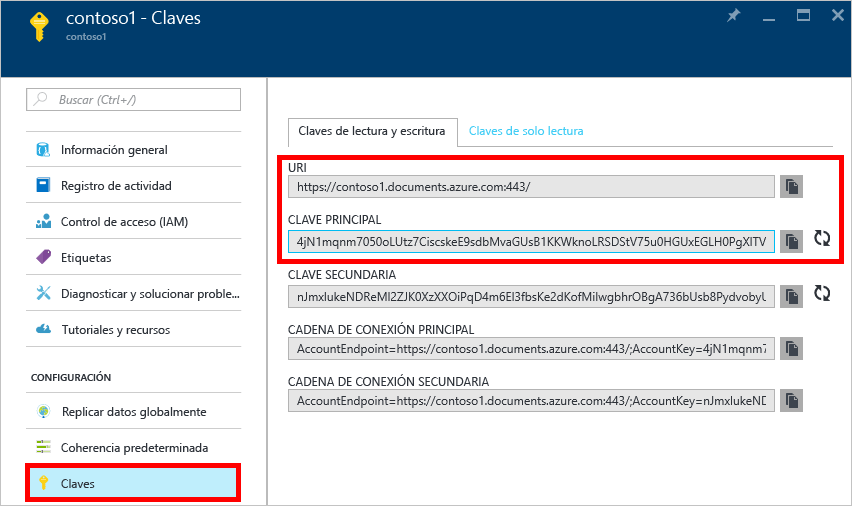 contoso1 - Claves
contoso1
Buscar (Ctrl+/)
Información general
Registro de actividad
Control de acceso (IAM)
Etiquetas
Diagnosticar y solucionar proble...
Tutoriales y recursos
CONFIGURACIÓN
Replicar datos globalmente
Coherencia predeterminada
Claves
Claves de lectura y escritura
Claves de solo lectura
URI
https://contoso1.documents.azure.com:443/
CLAVE PRINCIPAL
4jN1mqnm7050oLUtz7CiscskeE9sdbMvaGUsB1KKWknoLRSDStV75u0HGUxEGLH0PgXlTV
CLAVE SECUNDARIA
nJmxlukeNDReMI2ZJK0XzXXOiPqD4m6El3fbsKe2dKofMilwgbhrOBgA736bUsb8PydvobyU
CADENA DE CONEXIÓN PRINCIPAL
AccountEndpoint=https://contoso1.documents.azure.com:443/;AccountKey=4jN1mqnm7
CADENA DE CONEXIÓN SECUNDARIA
AccountEndpoint=https://contoso1.documents.azure.com:443/;AccountKey=nJmxlukeND